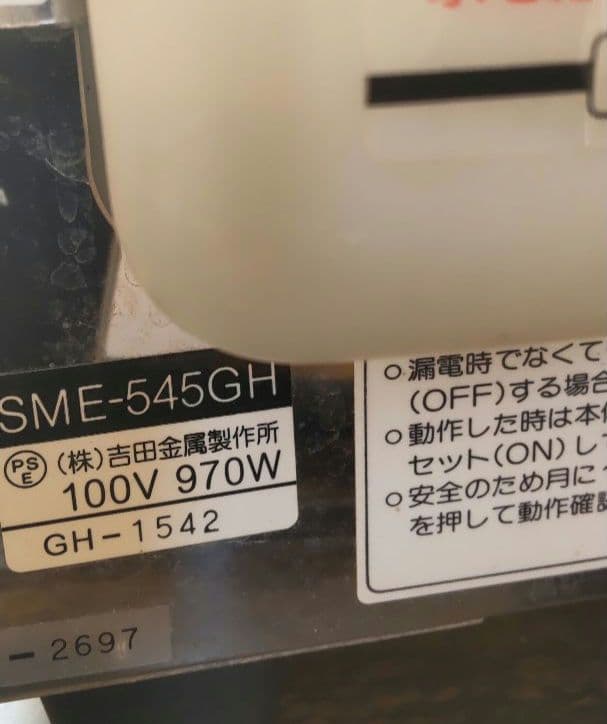 SME-545GH
PSE (株)吉田金属製作所
100V 970W
GH-1542
- 2697
○漏電時でなくて
(OFF)する場合
○動作した時は本
セット(ON)し
○安全のため月に
を押して動作確認